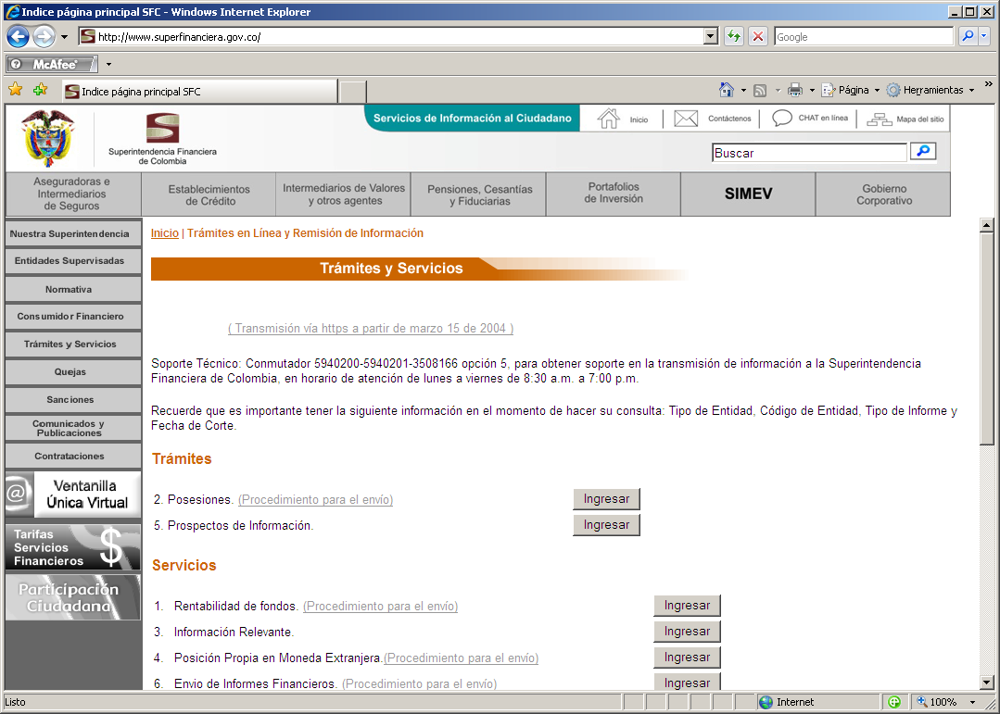 Indice página principal SFC - Windows Internet Explorer
http://www.superfinanciera.gov.co/
Google
McAfee
Indice página principal SFC
Página
Herramientas
Superintendencia Financiera
de Colombia
Servicios de Información al Ciudadano
Inicio
Contáctenos
CHAT en línea
Mapa del sitio
Buscar
Aseguradoras e
Intermediarios
de Seguros
Establecimientos
de Crédito
Intermediarios de Valores
y otros agentes
Pensiones, Cesantías
y Fiduciarias
Portafolios
de Inversión
SIMEV
Gobierno
Corporativo
Nuestra Superintendencia
Entidades Supervisadas
Normativa
Consumidor Financiero
Trámites y Servicios
Quejas
Sanciones
Comunicados y
Publicaciones
Contrataciones
@ Ventanilla
Única Virtual
Tarifas
Servicios
Financieros $
Participación
Ciudadana
Inicio | Trámites en Línea y Remisión de Información
Trámites y Servicios
( Transmisión vía https a partir de marzo 15 de 2004 )
Soporte Técnico: Conmutador 5940200-5940201-3508166 opción 5, para obtener soporte en la transmisión de información a la Superintendencia
Financiera de Colombia, en horario de atención de lunes a viernes de 8:30 a.m. a 7:00 p.m.
Recuerde que es importante tener la siguiente información en el momento de hacer su consulta: Tipo de Entidad, Código de Entidad, Tipo de Informe y
Fecha de Corte.
Trámites
2. Posesiones. (Procedimiento para el envío) Ingresar
5. Prospectos de Información. Ingresar
Servicios
1. Rentabilidad de fondos. (Procedimiento para el envío) Ingresar
3. Información Relevante. Ingresar
4. Posición Propia en Moneda Extranjera.(Procedimiento para el envío) Ingresar
6. Envio de Informes Financieros. (Procedimiento para el envío) Ingresar
Listo
Internet
100%